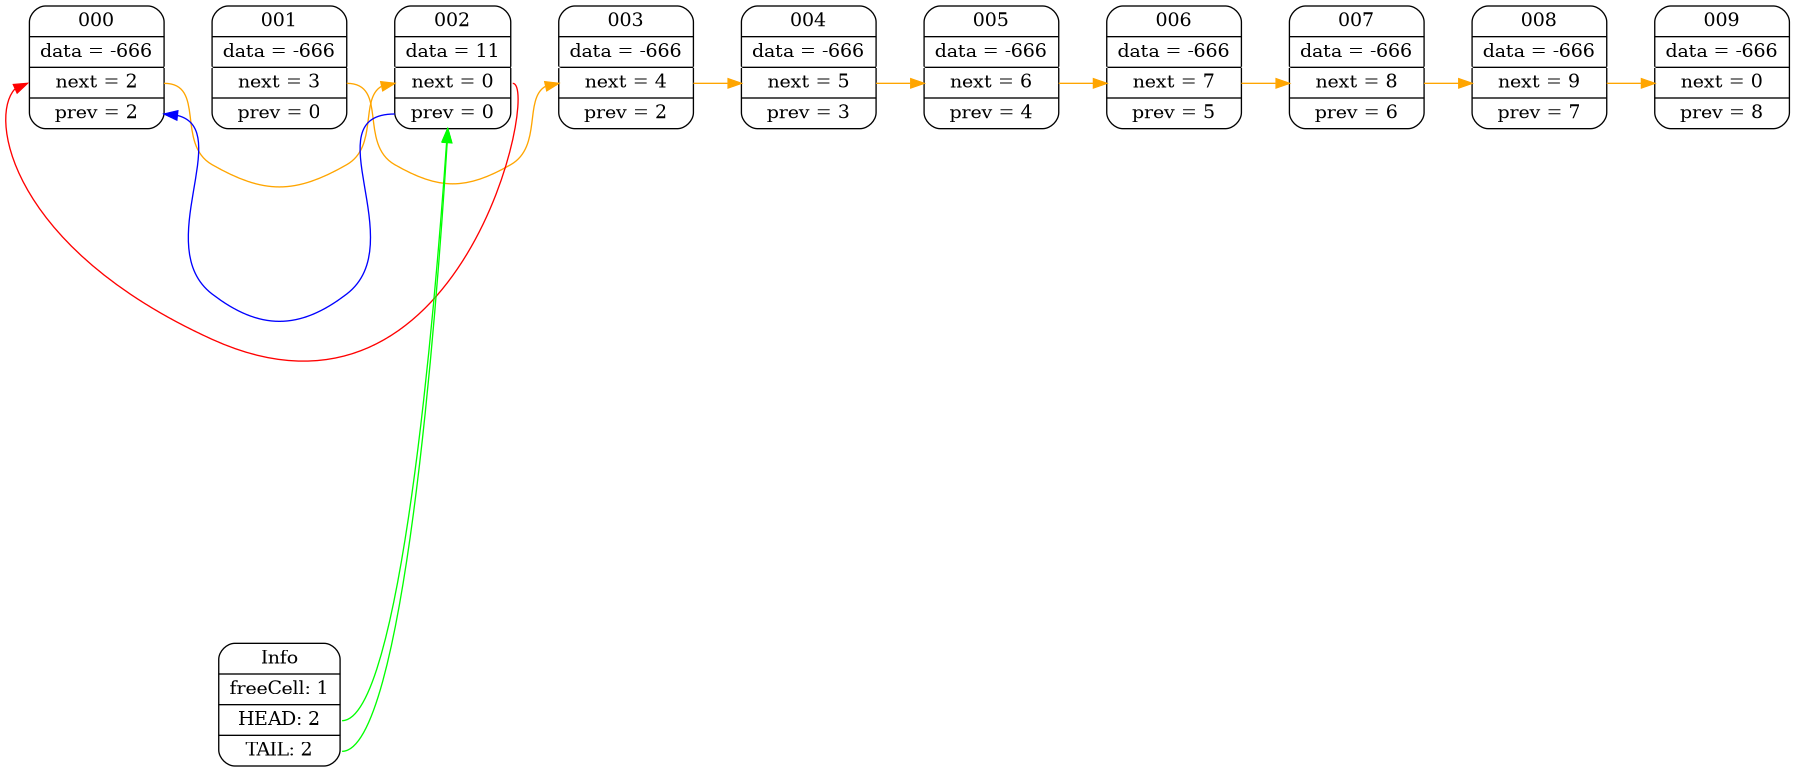 000
data = -666
next = 2
prev = 2
001
data = -666
next = 3
prev = 0
002
data = 11
next = 0
prev = 0
003
data = -666
next = 4
prev = 2
004
data = -666
next = 5
prev = 3
005
data = -666
next = 6
prev = 4
006
data = -666
next = 7
prev = 5
007
data = -666
next = 8
prev = 6
008
data = -666
next = 9
prev = 7
009
data = -666
next = 0
prev = 8
Info
freeCell: 1
HEAD: 2
TAIL: 2